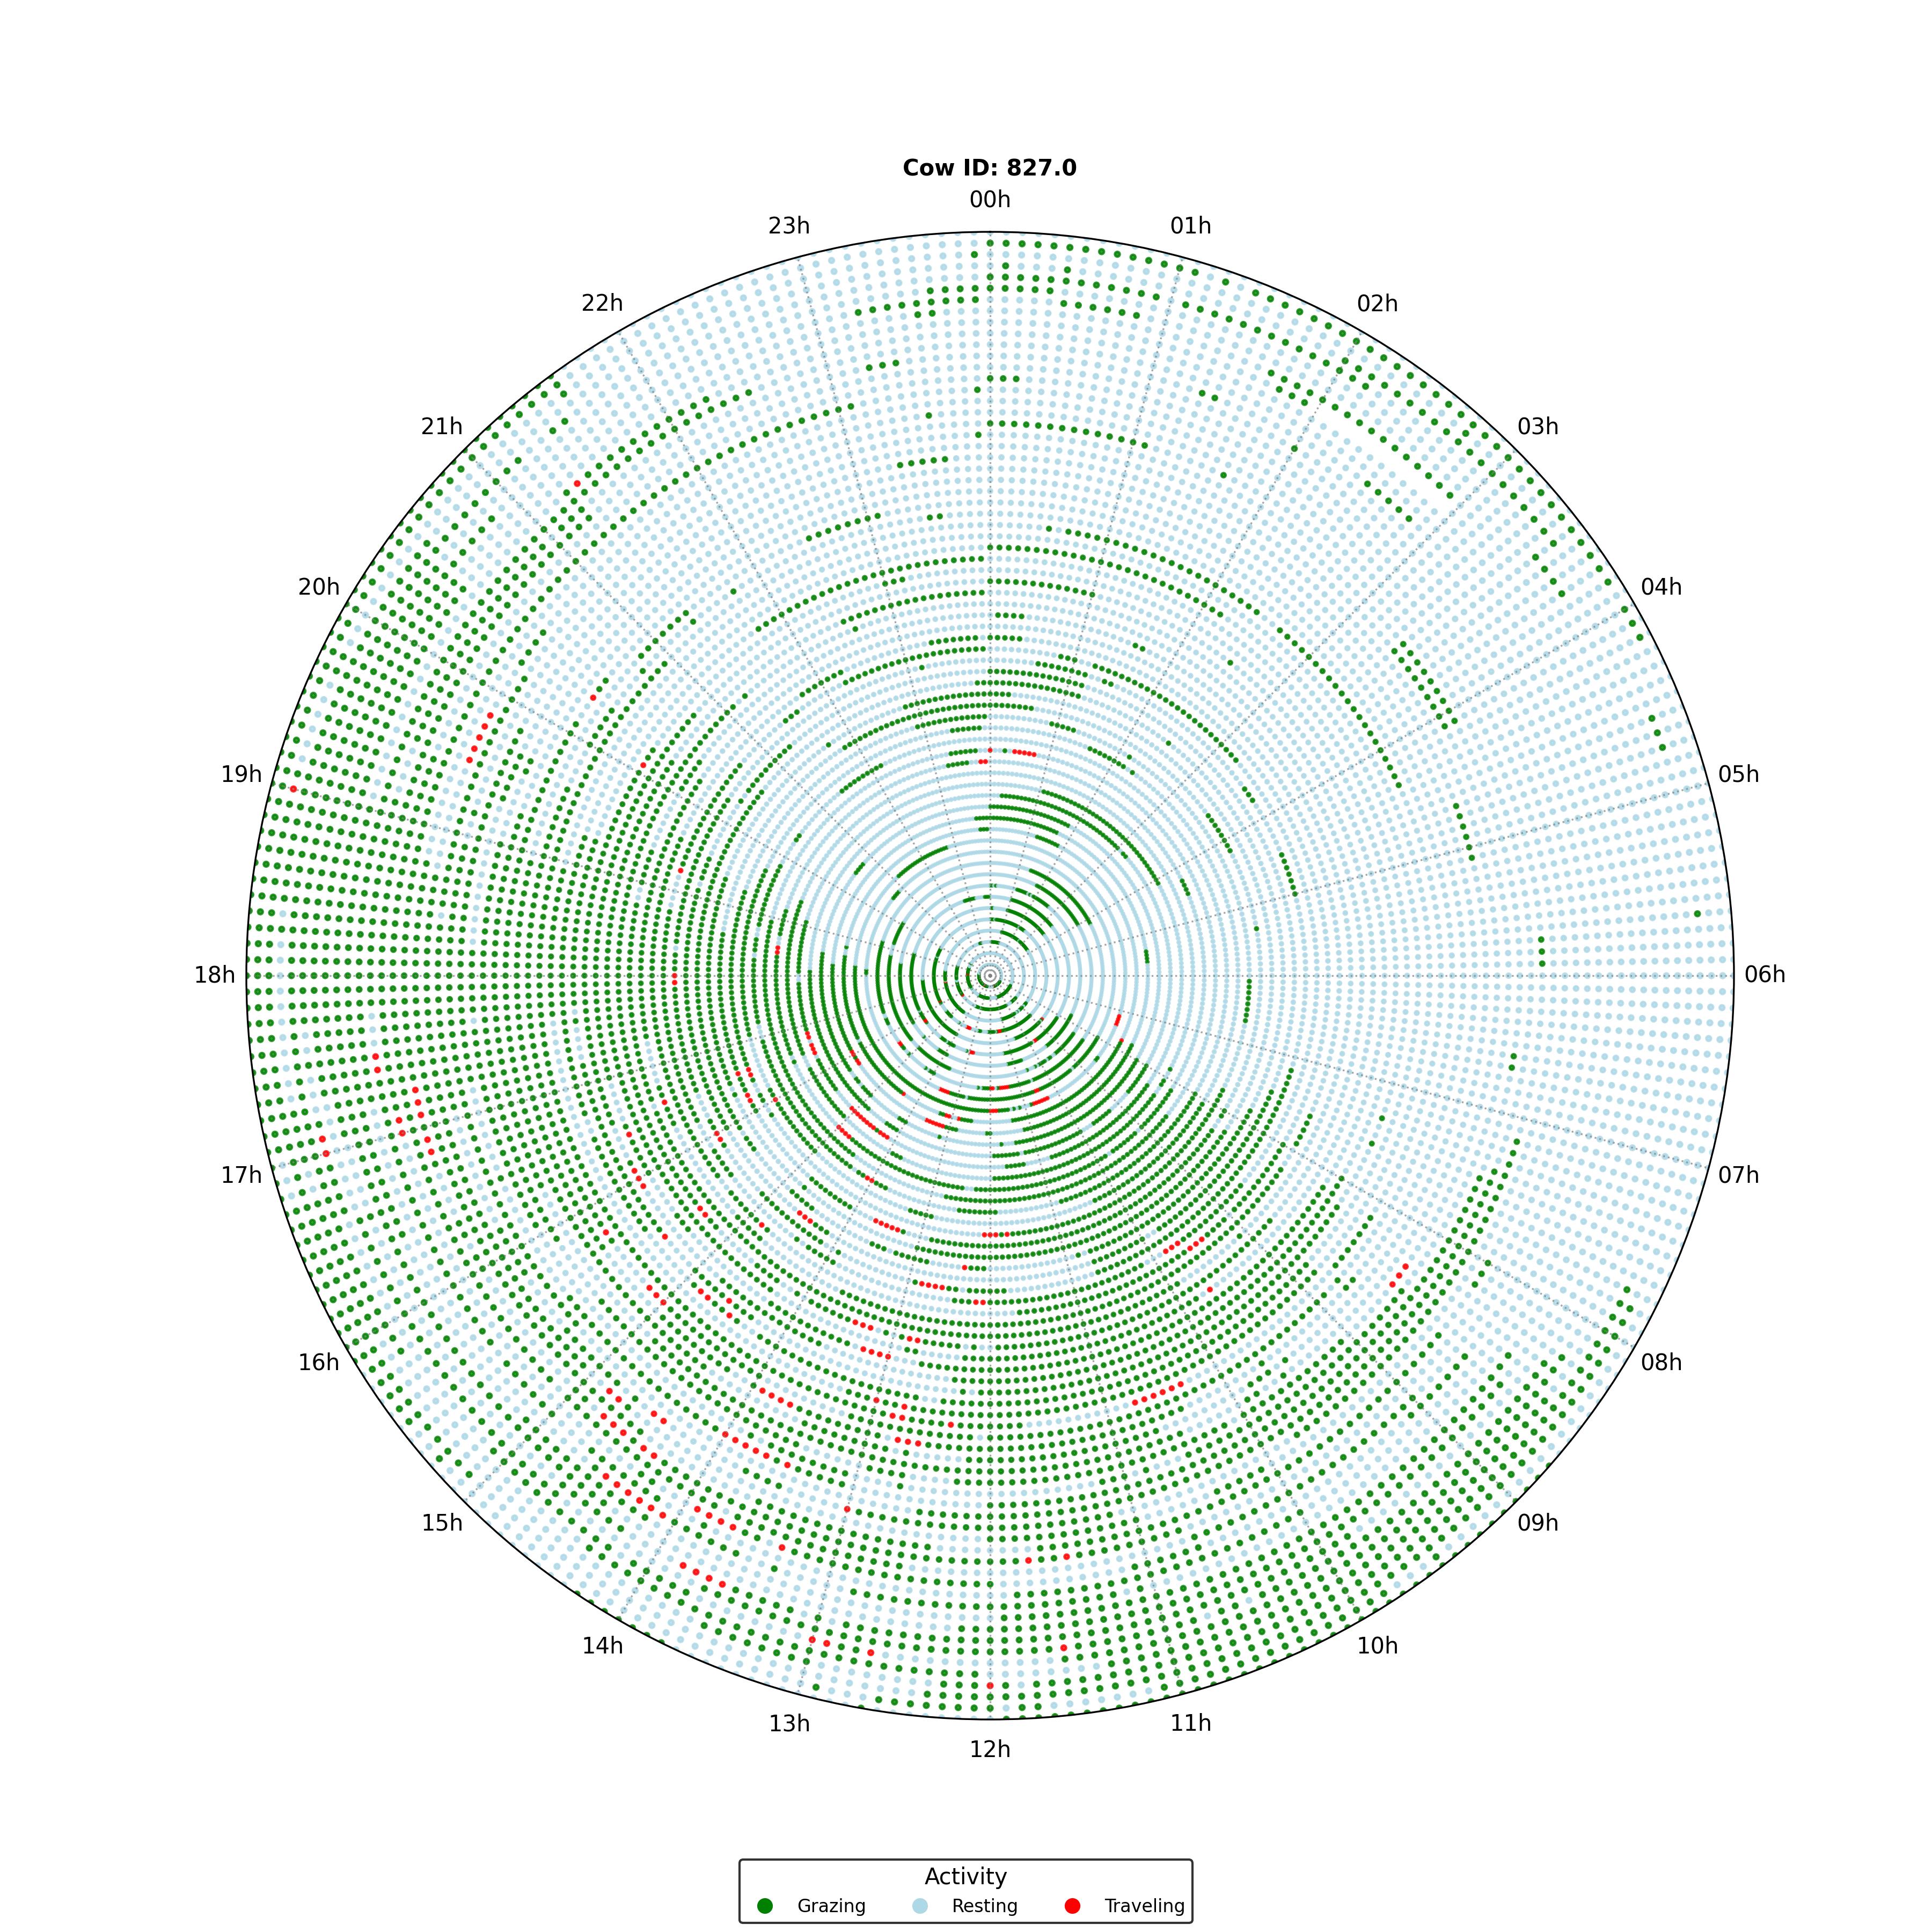 Cow ID: 827.0
00h
23h
01h
22h
02h
21h
03h
20h
04h
19h
05h
18h
06h
17h
07h
16h
08h
15h
09h
14h
10h
13h
11h
12h
Activity
Grazing Resting Traveling